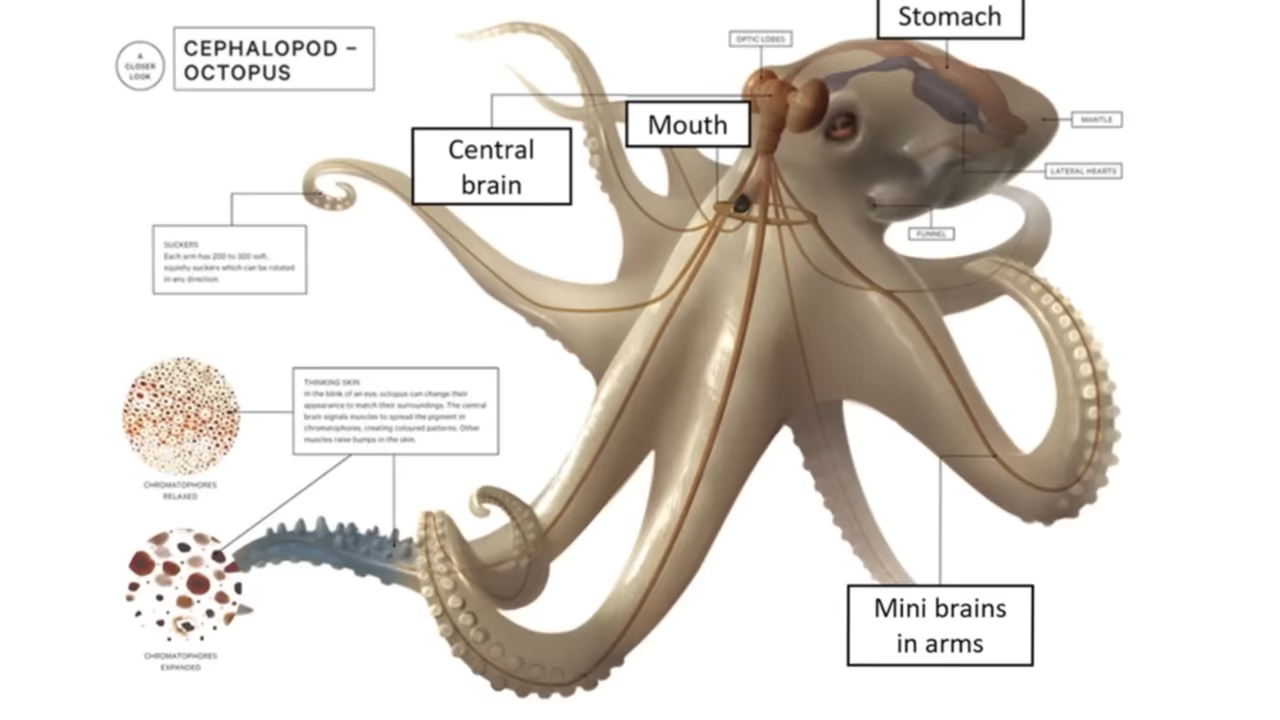 A
CLOSER
LOOK
CEPHALOPOD –
OCTOPUS
OPTIC LOBES
Stomach
Mouth
Central
brain
MANTLE
LATERAL HEARTS
FUNNEL
SUCKERS
Each arm has 200 to 300 soft,
squishy suckers which can be rotated
in any direction.
THINKING SKIN
In the blink of an eye, octopus can change their
appearance to match their surroundings. The central
brain signals muscles to spread the pigment in
chromatophores, creating coloured patterns. Other
muscles raise bumps in the skin.
CHROMATOPHORES
RELAXED
CHROMATOPHORES
EXPANDED
Mini brains
in arms